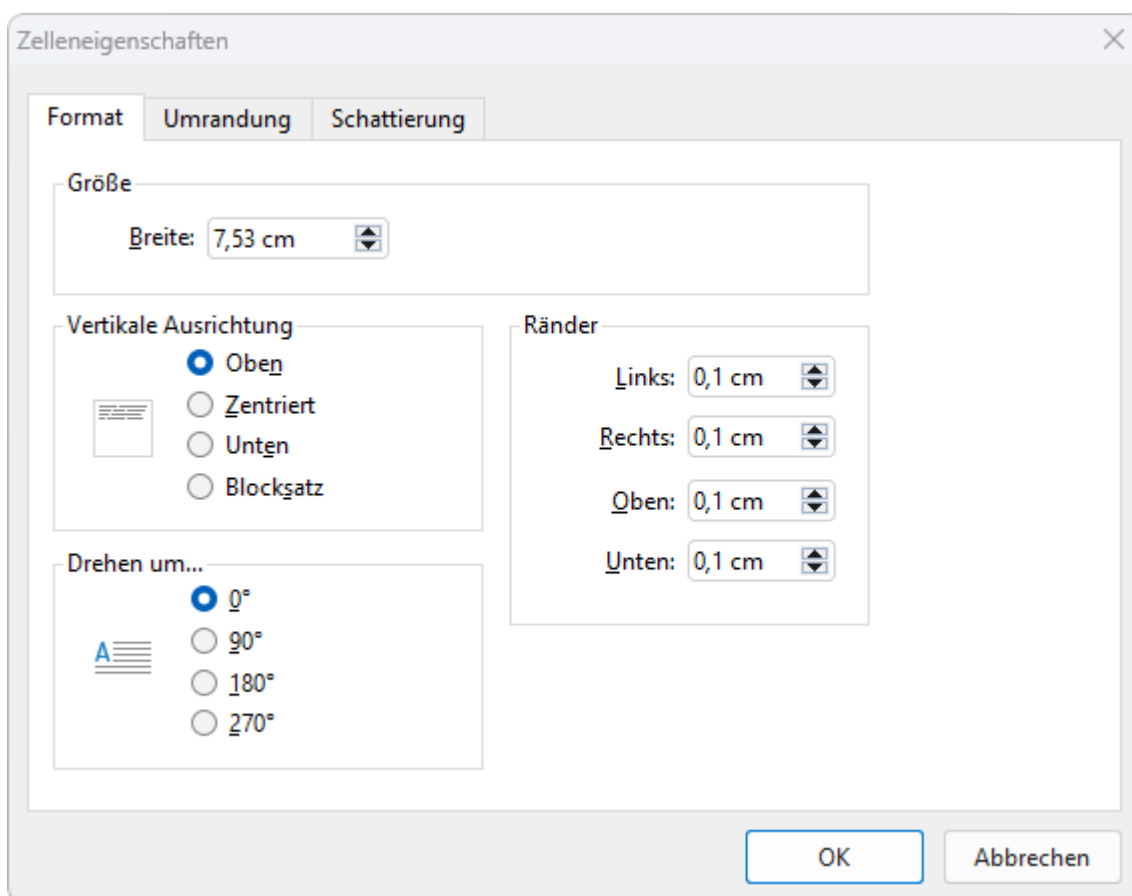 Zelleneigenschaften
Format Umrandung Schattierung
Größe
Breite: 7,53 cm
Vertikale Ausrichtung
Oben
Zentriert
Unten
Blocksatz
Ränder
Links: 0,1 cm
Rechts: 0,1 cm
Oben: 0,1 cm
Unten: 0,1 cm
Drehen um...
0°
A
90°
180°
270°
OK Abbrechen